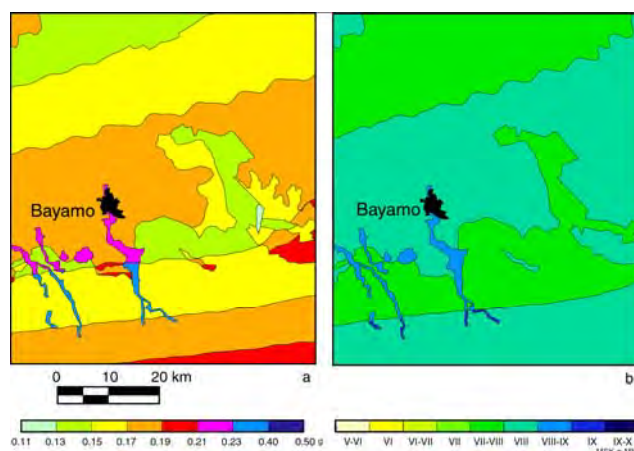 Bayamo
Bayamo
0 10 20 km
a
b
0.11 0.13 0.15 0.17 0.19 0.21 0.23 0.40 0.50 g
V-VI VI VI-VII VII VII-VIII VIII VIII-IX IX IX-X